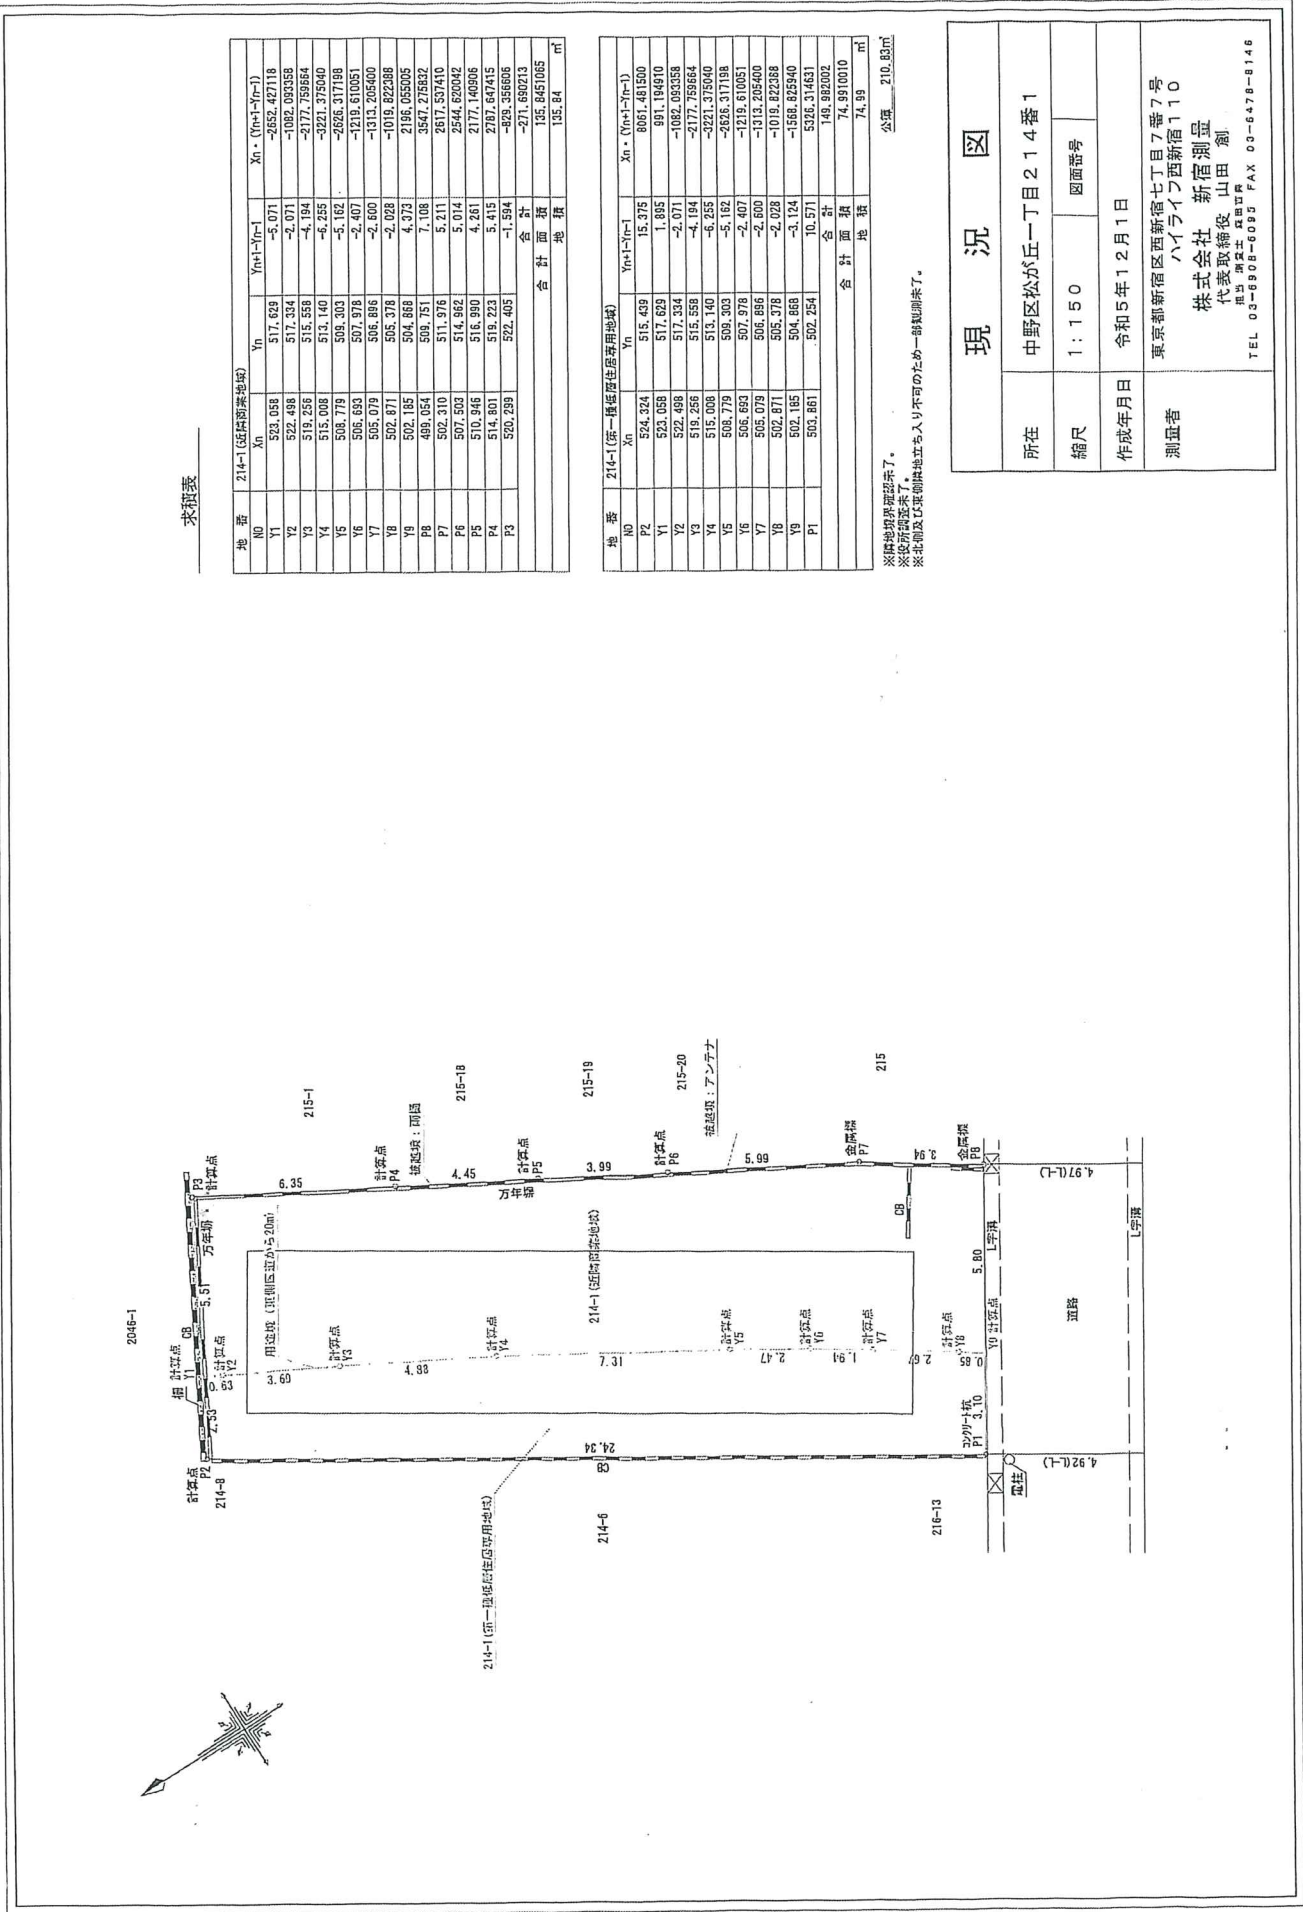 求積表
地 番 214-1(近隣商業地域)
NO Xn Yn Yn+1-Yn-1 Xn・(Yn+1-Yn-1)
Y1 523.058 517.629 -5.071 -2652.427118
Y2 522.498 517.334 -2.071 -1082.093358
Y3 519.256 515.558 -4.194 -2177.759664
Y4 515.008 513.140 -6.255 -3221.375040
Y5 508.779 509.303 -5.162 -2626.317198
Y6 506.693 507.978 -2.407 -1219.610051
Y7 505.079 506.896 -2.600 -1313.205400
Y8 502.871 505.378 -2.028 -1019.822388
Y9 502.185 504.868 4.373 2196.055005
P8 499.054 509.751 7.108 3547.275832
P7 502.310 511.976 5.211 2617.537410
P6 507.503 514.962 5.014 2544.620042
P5 510.946 516.990 4.261 2177.140906
P4 514.801 519.223 5.415 2787.647415
P3 520.299 522.405 -1.594 -829.356606
合 計 -271.690213
合 計 面 積 135.8451065
地 積 135.84 ㎡
地 番 214-1(第一種低層住居専用地域)
NO Xn Yn Yn+1-Yn-1 Xn・(Yn+1-Yn-1)
P2 524.324 515.439 15.375 8061.481500
Y1 523.058 517.629 1.895 991.194910
Y2 522.498 517.334 -2.071 -1082.093358
Y3 519.256 515.558 -4.194 -2177.759664
Y4 515.008 513.140 -6.255 -3221.375040
Y5 508.779 509.303 -5.162 -2626.317198
Y6 506.693 507.978 -2.407 -1219.610051
Y7 505.079 506.896 -2.600 -1313.205400
Y8 502.871 505.378 -2.028 -1019.822388
Y9 502.185 504.868 -3.124 -1568.825940
P1 503.861 502.254 10.571 5326.314631
合 計 149.982002
合 計 面 積 74.9910010
地 積 74.99 ㎡
公簿 210.83㎡
※隣地境界確認未了。
※役所調査未了。
※北側及び東側隣地立ち入り不可のため一部観測未了。
現 況 図
所在 中野区松が丘一丁目214番1
縮尺 1:150 図面番号
作成年月日 令和5年12月1日
測量者 東京都新宿区西新宿七丁目7番7号
ハイライフ西新宿110
株式会社 新宿測量
代表取締役 山田 創
担当 測量士
TEL 03-6908-6095 FAX 03-6478-8146
2046-1
計算点
P2
214-8
柵
計算点
Y1
CB
2.53
5.51
万年塀
P3
計算点
0.63
計算点
Y2
3.69
用途境(東側区道から20m)
計算点
Y3
4.88
計算点
Y4
7.31
計算点
Y5
2.47
計算点
Y6
1.94
計算点
Y7
2.67
計算点
Y8
0.85
Y9 計算点
6.35
215-1
計算点
P4
被越境:雨樋
215-18
4.45
計算点
P5
万年塀
3.99
215-19
計算点
P6
215-20
被越境:アンテナ
5.99
金属標
P7
215
3.94
金属標
P8
CB
214-1(近隣商業地域)
24.34
CB
214-1(第一種低層住居専用地域)
214-6
216-13
コンクリート杭
P1
3.10
5.80
L字溝
電柱
4.92(L-L)
4.97(L-L)
道路
L字溝